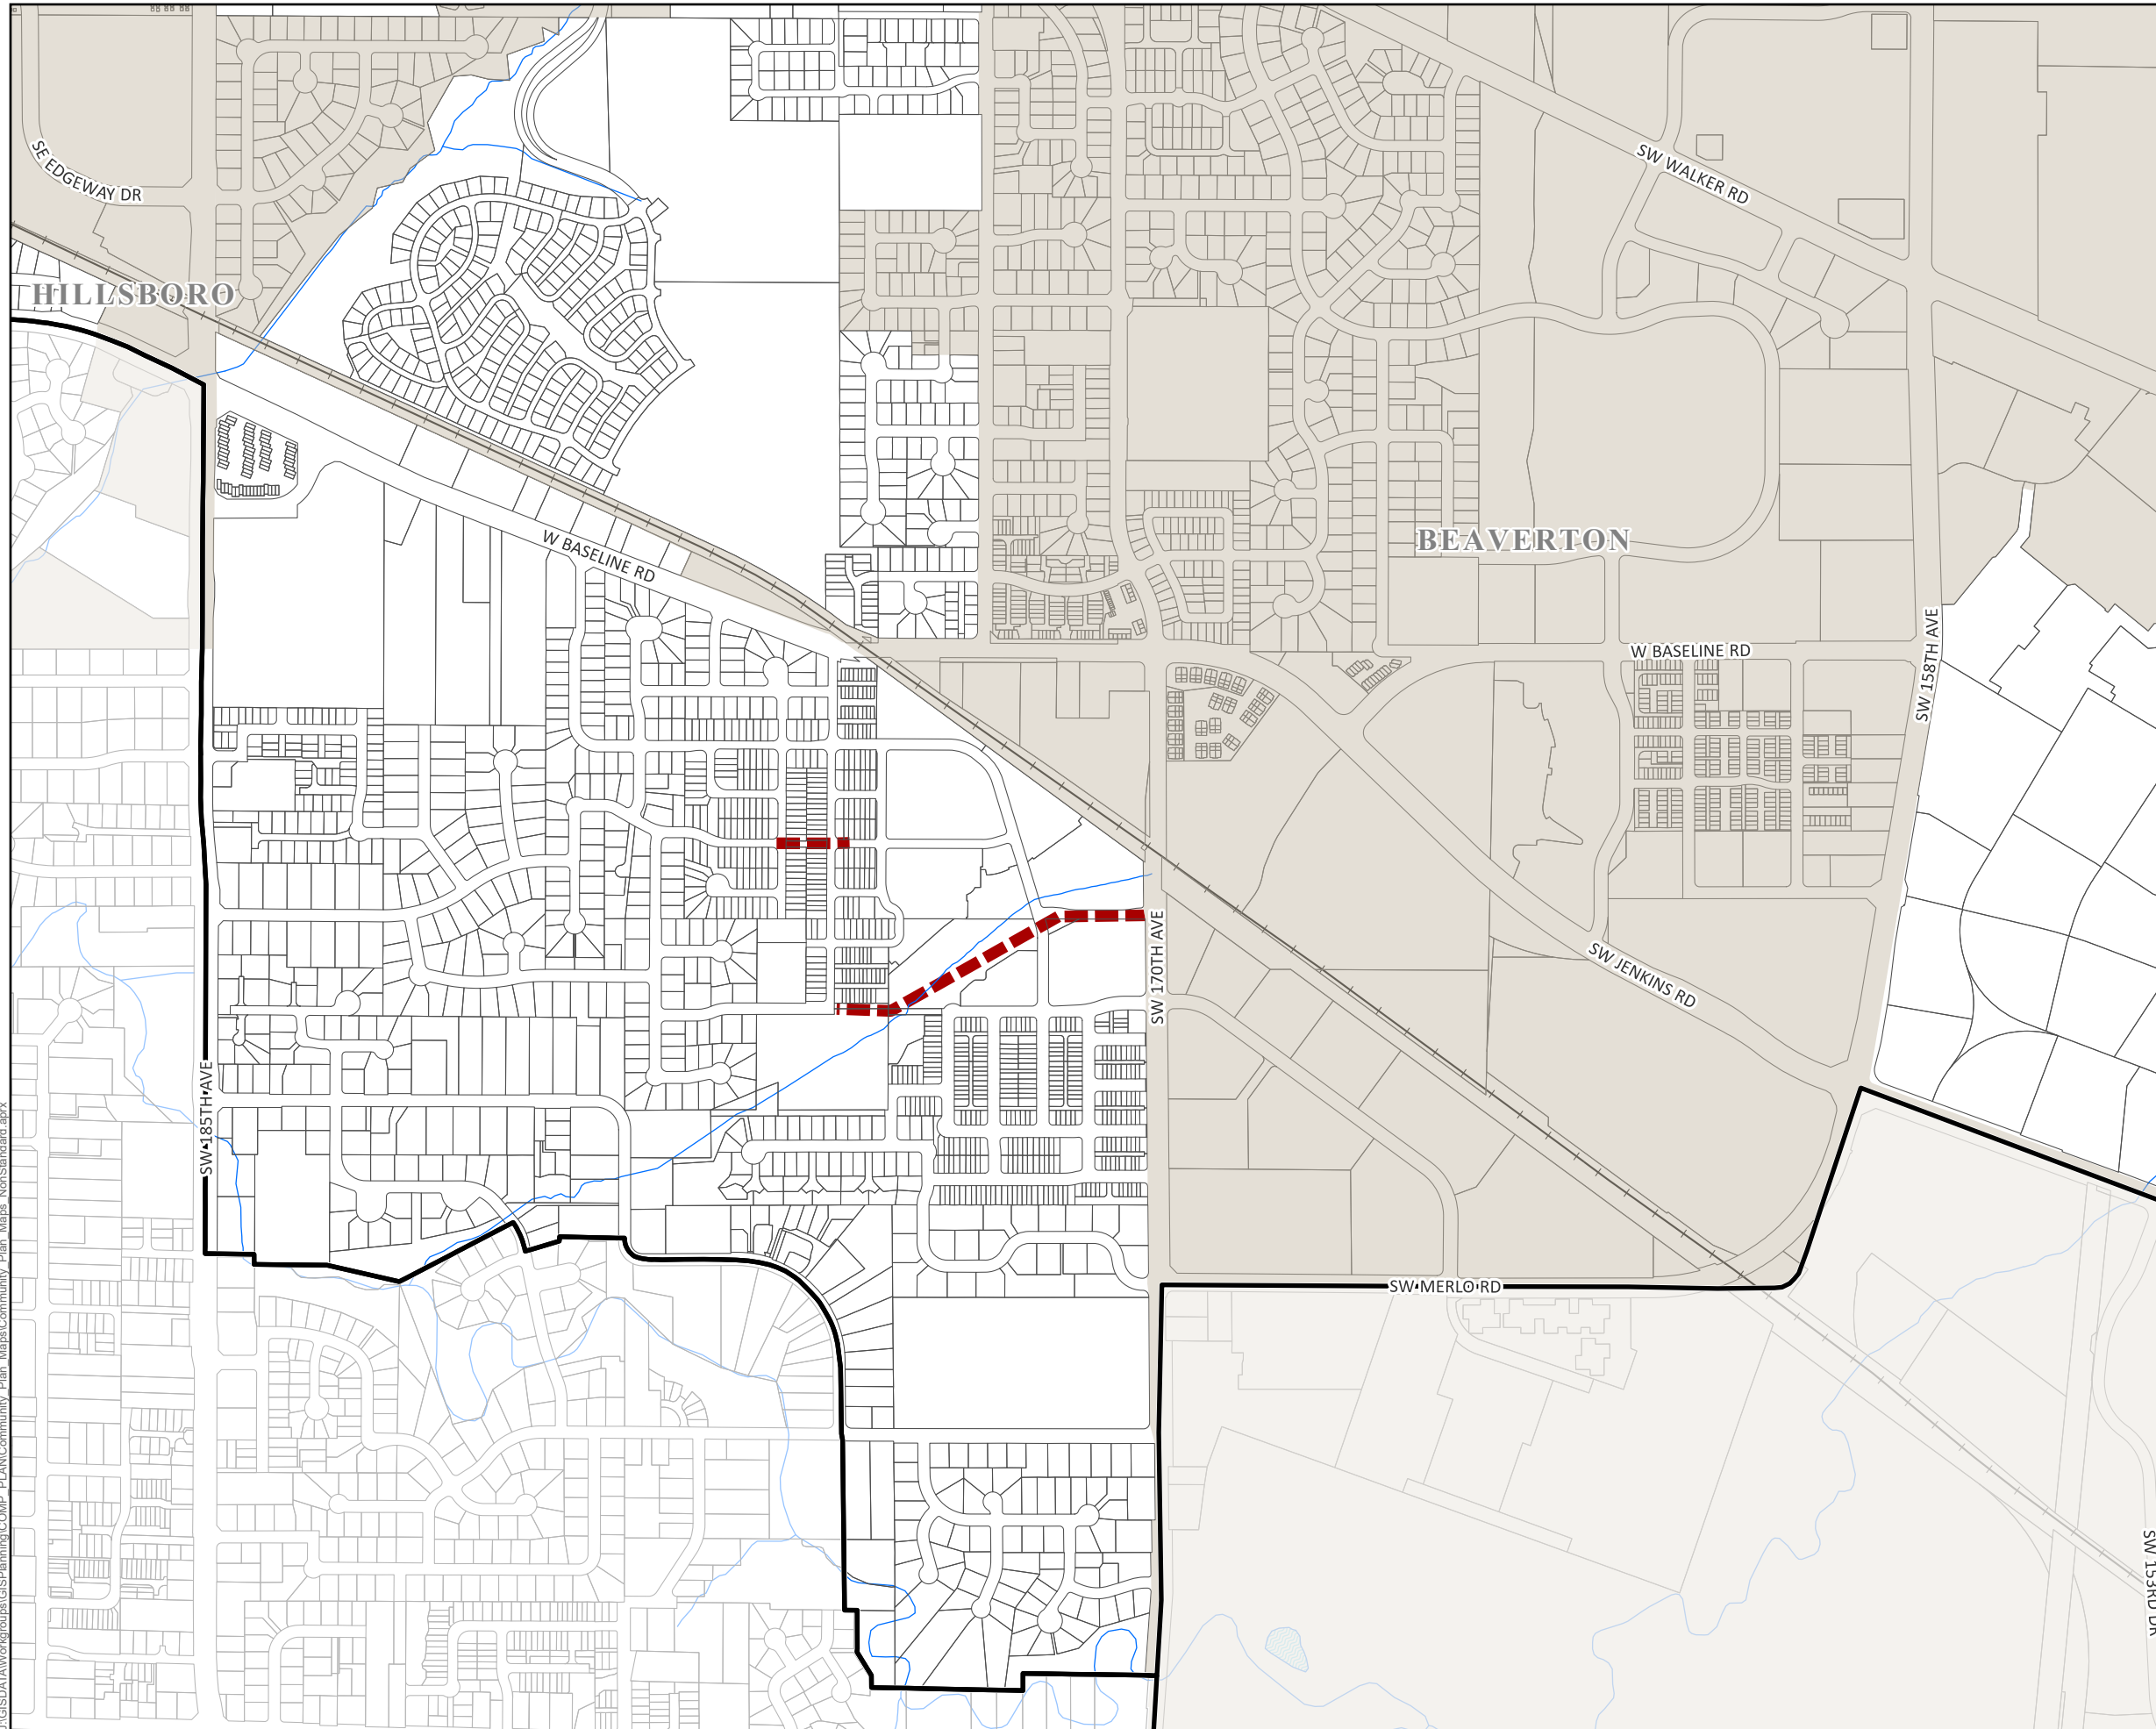 SE EDGEWAY DR
SW WALKER RD
HILLSBORO
BEAVERTON
W BASELINE RD
W BASELINE RD
SW 158TH AVE
SW 170TH AVE
SW JENKINS RD
SW 185TH AVE
SW MERLO RD
SW 153RD DR